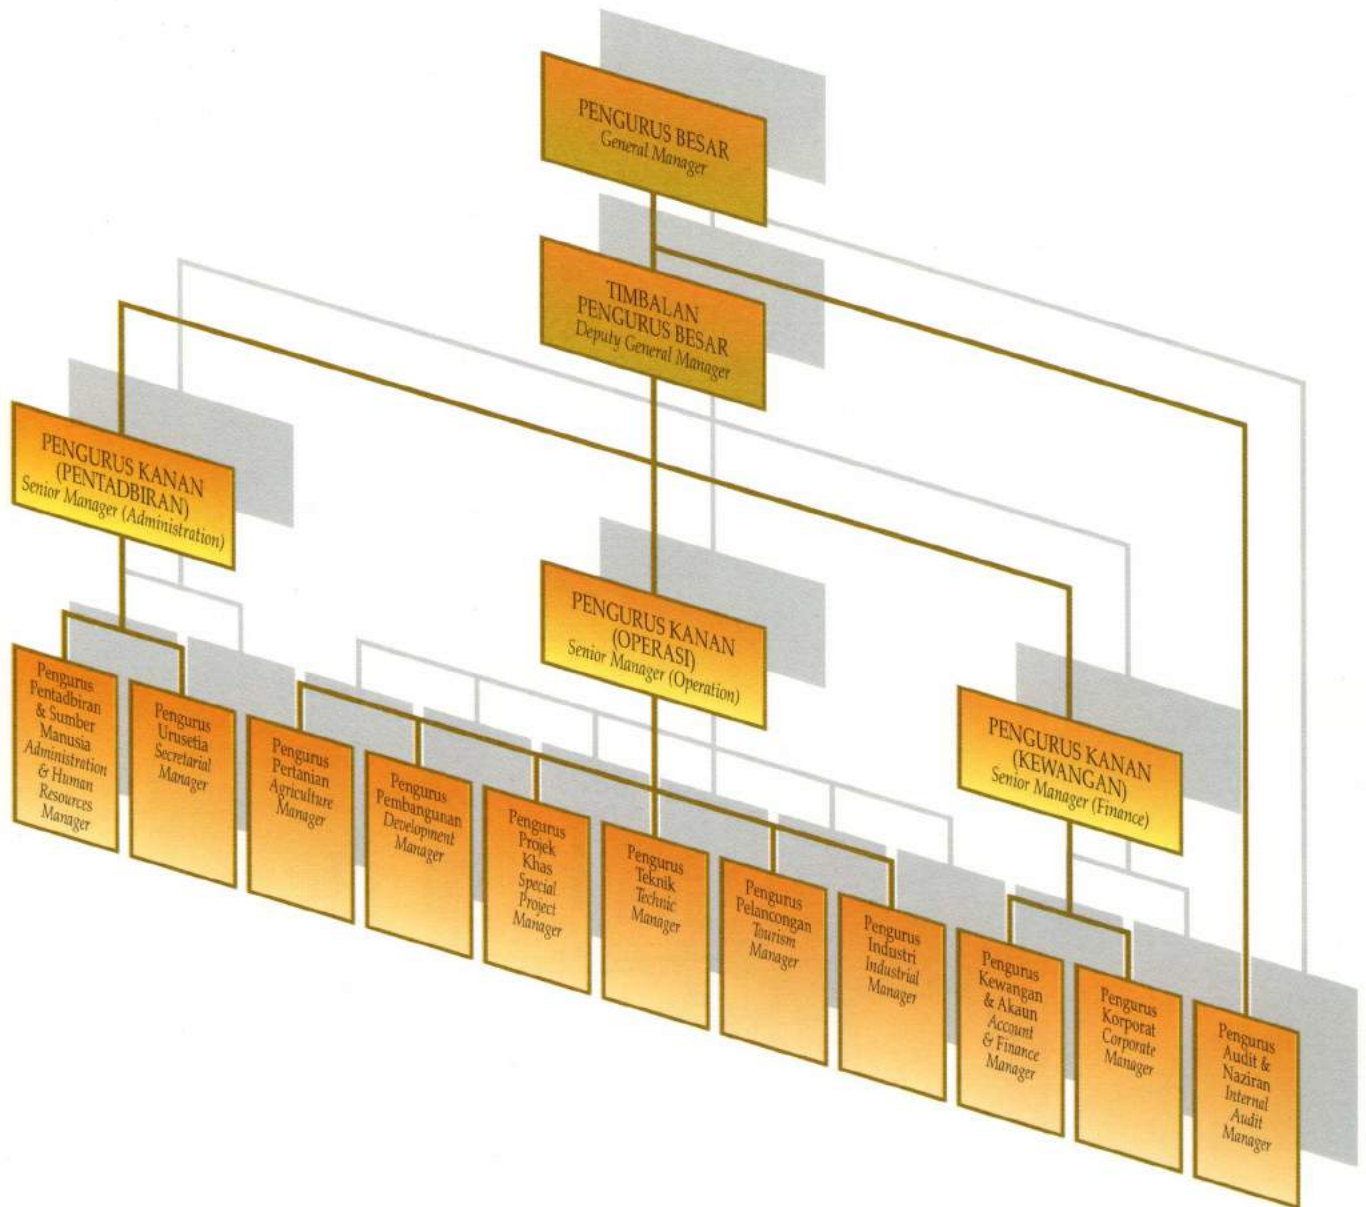 PENGURUS BESAR
General Manager
TIMBALAN
PENGURUS BESAR
Deputy General Manager
PENGURUS KANAN
(PENTADBIRAN)
Senior Manager (Administration)
PENGURUS KANAN
(OPERASI)
Senior Manager (Operation)
PENGURUS KANAN
(KEWANGAN)
Senior Manager (Finance)
Pengurus
Pentadbiran
& Sumber
Manusia
Administration
& Human
Resources
Manager
Pengurus
Urusetia
Secretarial
Manager
Pengurus
Pertanian
Agriculture
Manager
Pengurus
Pembangunan
Development
Manager
Pengurus
Projek
Khas
Special
Project
Manager
Pengurus
Teknik
Technic
Manager
Pengurus
Pelancongan
Tourism
Manager
Pengurus
Industri
Industrial
Manager
Pengurus
Kewangan
& Akaun
Account
& Finance
Manager
Pengurus
Korporat
Corporate
Manager
Pengurus
Audit &
Naziran
Internal
Audit
Manager